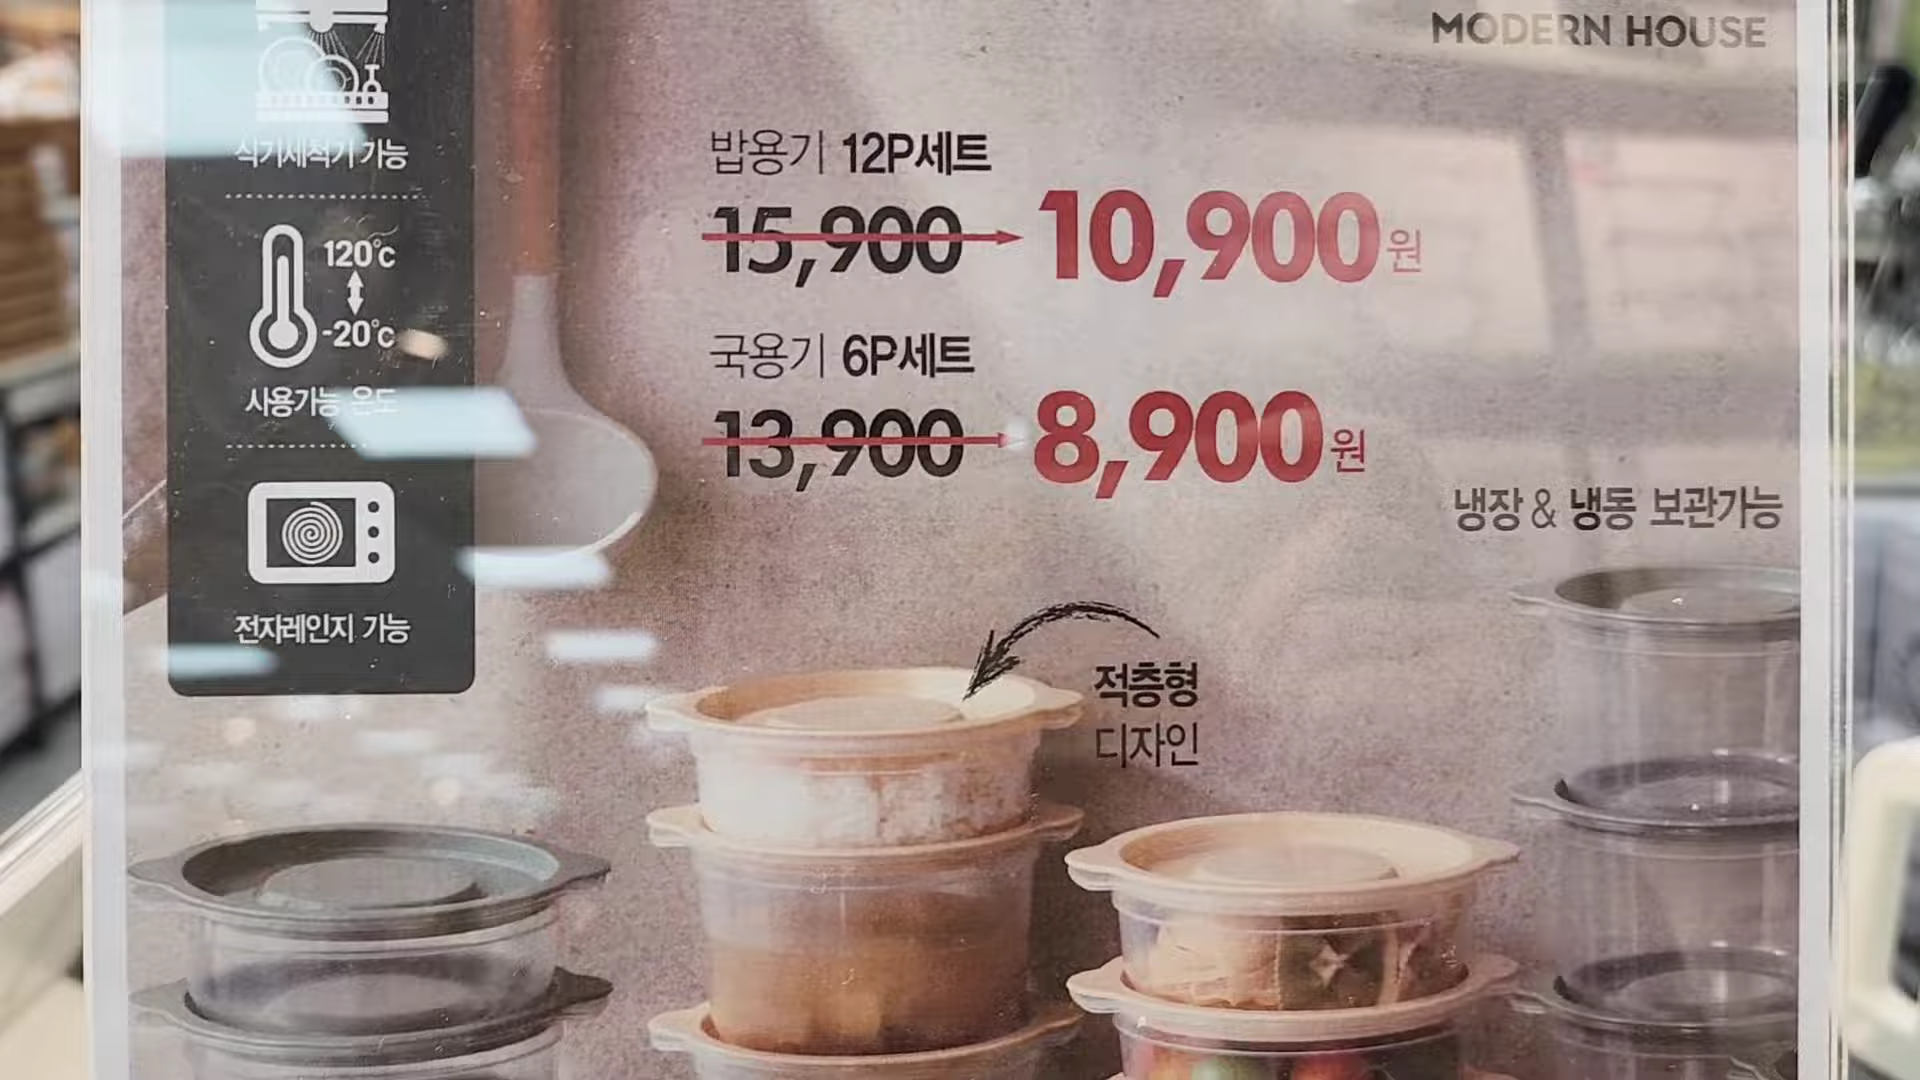 MODERN HOUSE
식기세척기 가능
120℃
-20℃
사용가능 온도
전자레인지 가능
밥용기 12P세트
15,900 10,900원
국용기 6P세트
13,900 8,900원
냉장 & 냉동 보관가능
적층형
디자인